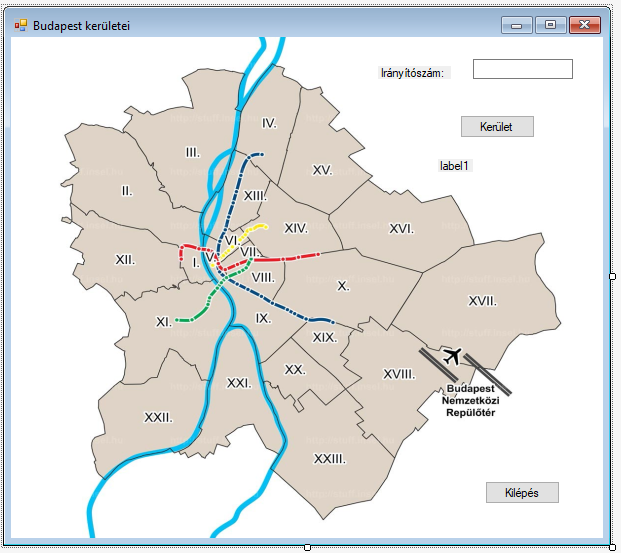 Budapest kerületei
Irányítószám:
Kerület
label1
IV.
III.
XV.
II.
XIII.
XIV.
XVI.
VI.
VII.
V.
I.
XII.
VIII.
X.
XVII.
XI.
IX.
XIX.
XX.
XVIII.
XXI.
XXII.
XXIII.
Budapest
Nemzetközi
Repülőtér
Kilépés